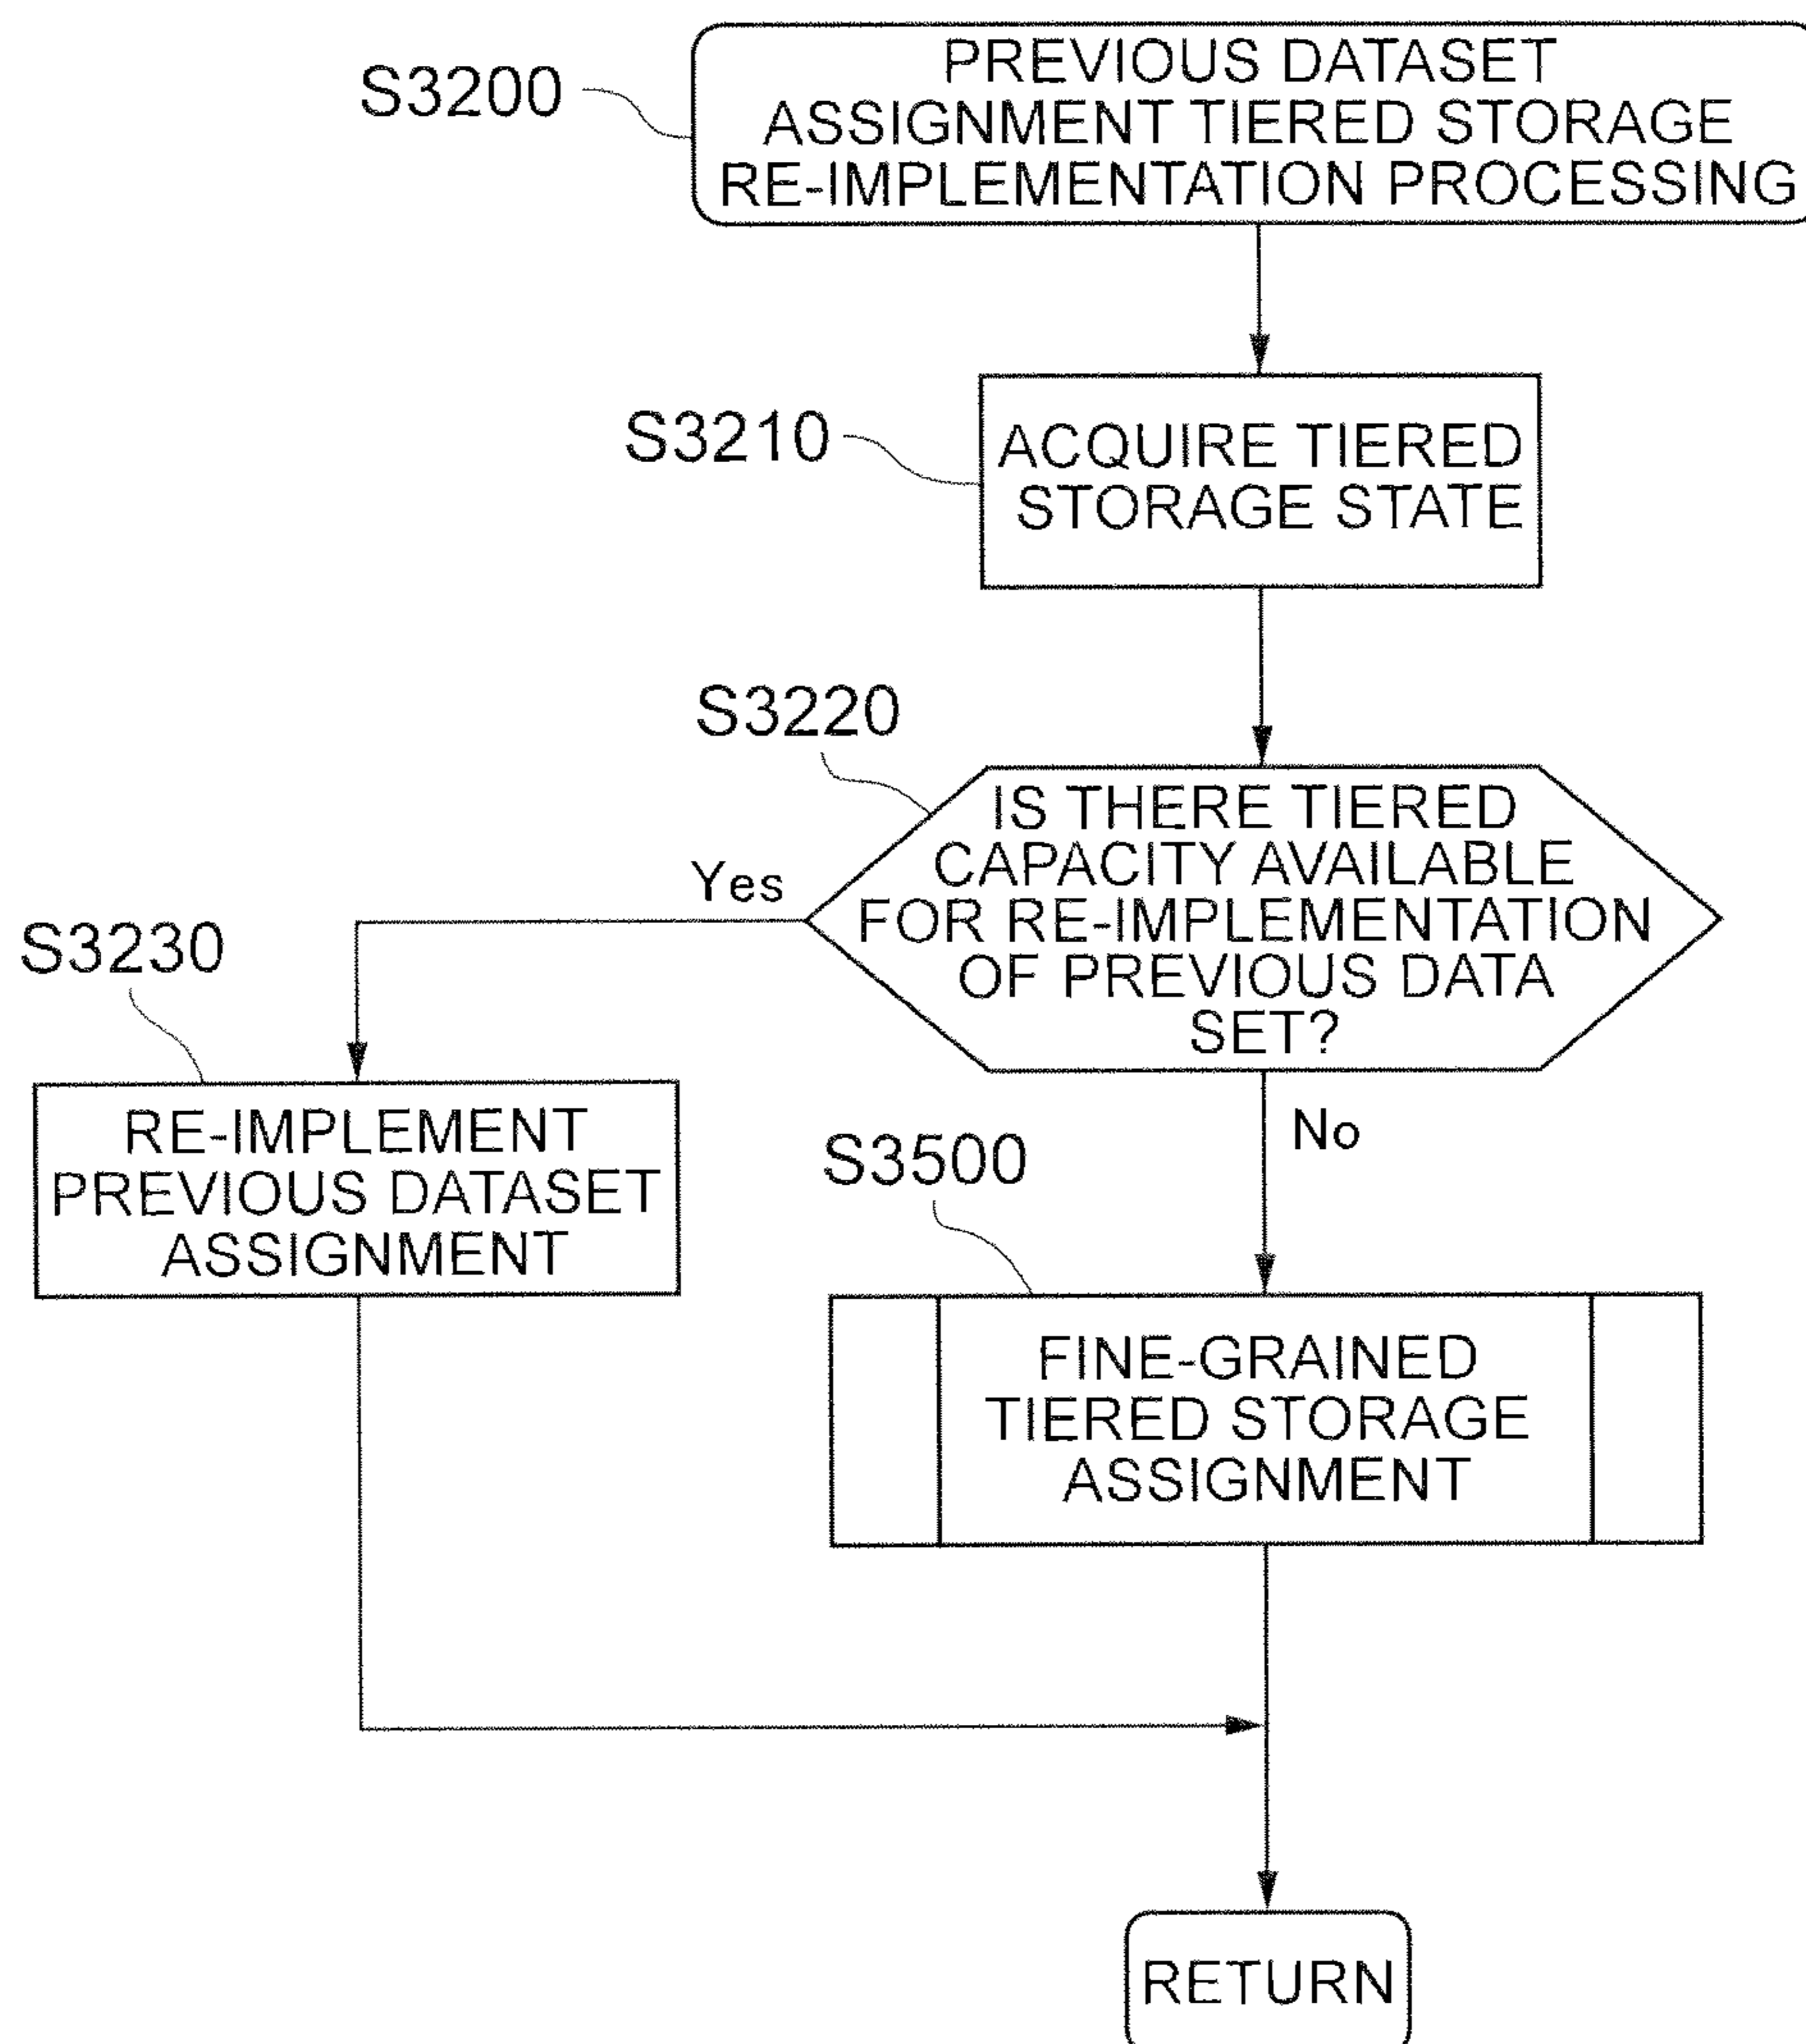 S3200
PREVIOUS DATASET
ASSIGNMENT TIERED STORAGE
RE-IMPLEMENTATION PROCESSING
S3210
ACQUIRE TIERED
STORAGE STATE
S3220
IS THERE TIERED
CAPACITY AVAILABLE
FOR RE-IMPLEMENTATION
OF PREVIOUS DATA
SET?
Yes
No
S3230
RE-IMPLEMENT
PREVIOUS DATASET
ASSIGNMENT
S3500
FINE-GRAINED
TIERED STORAGE
ASSIGNMENT
RETURN